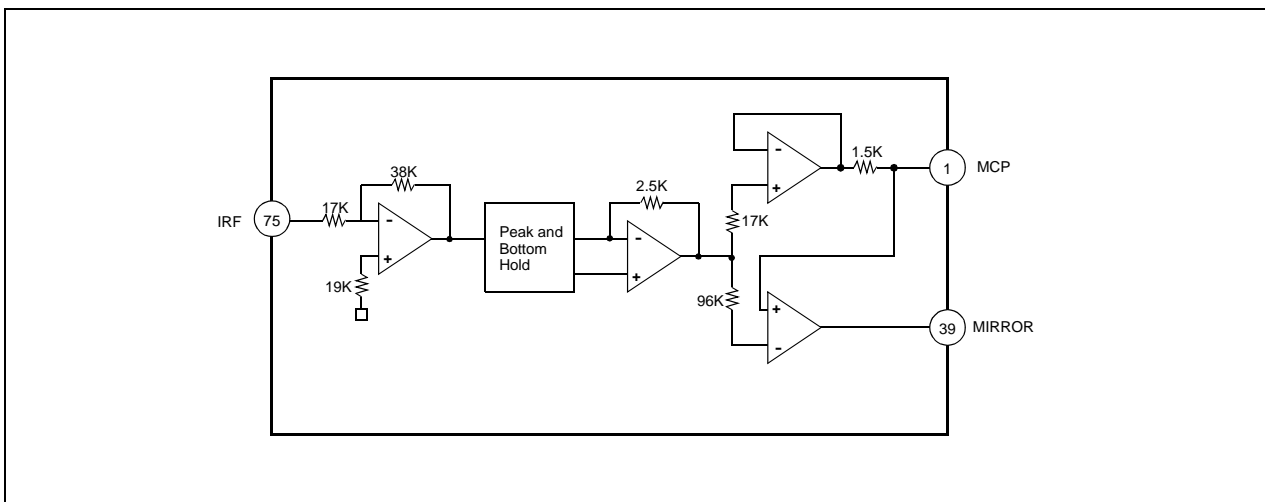 38K
17K
IRF
75
-
+
19K
Peak and
Bottom
Hold
2.5K
-
+
-
+
1.5K
1
MCP
17K
96K
+
-
39
MIRROR